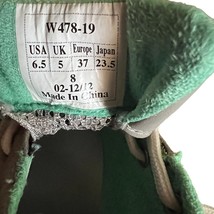 W478-19
USA UK Europe Japan
6.5 5 37 23.5
8
02-12/12
Made In China